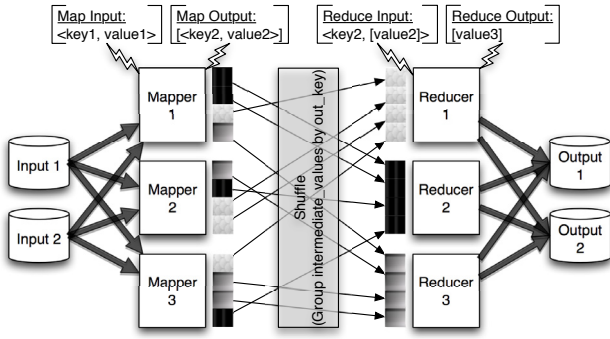 Map Input:
<key1, value1>
Map Output:
[<key2, value2>]
Reduce Input:
<key2, [value2]>
Reduce Output:
[value3]
Input 1
Input 2
Mapper
1
Mapper
2
Mapper
3
Shuffle
(Group intermediate_values by out_key)
Reducer
1
Reducer
2
Reducer
3
Output
1
Output
2